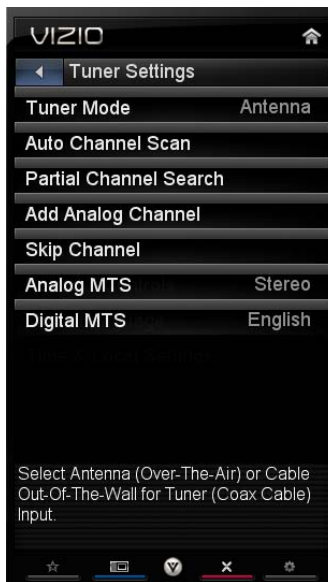 VIZIO
Tuner Settings
Tuner Mode Antenna
Auto Channel Scan
Partial Channel Search
Add Analog Channel
Skip Channel
Analog MTS Stereo
Digital MTS English
Select Antenna (Over-The-Air) or Cable
Out-Of-The-Wall for Tuner (Coax Cable)
Input.